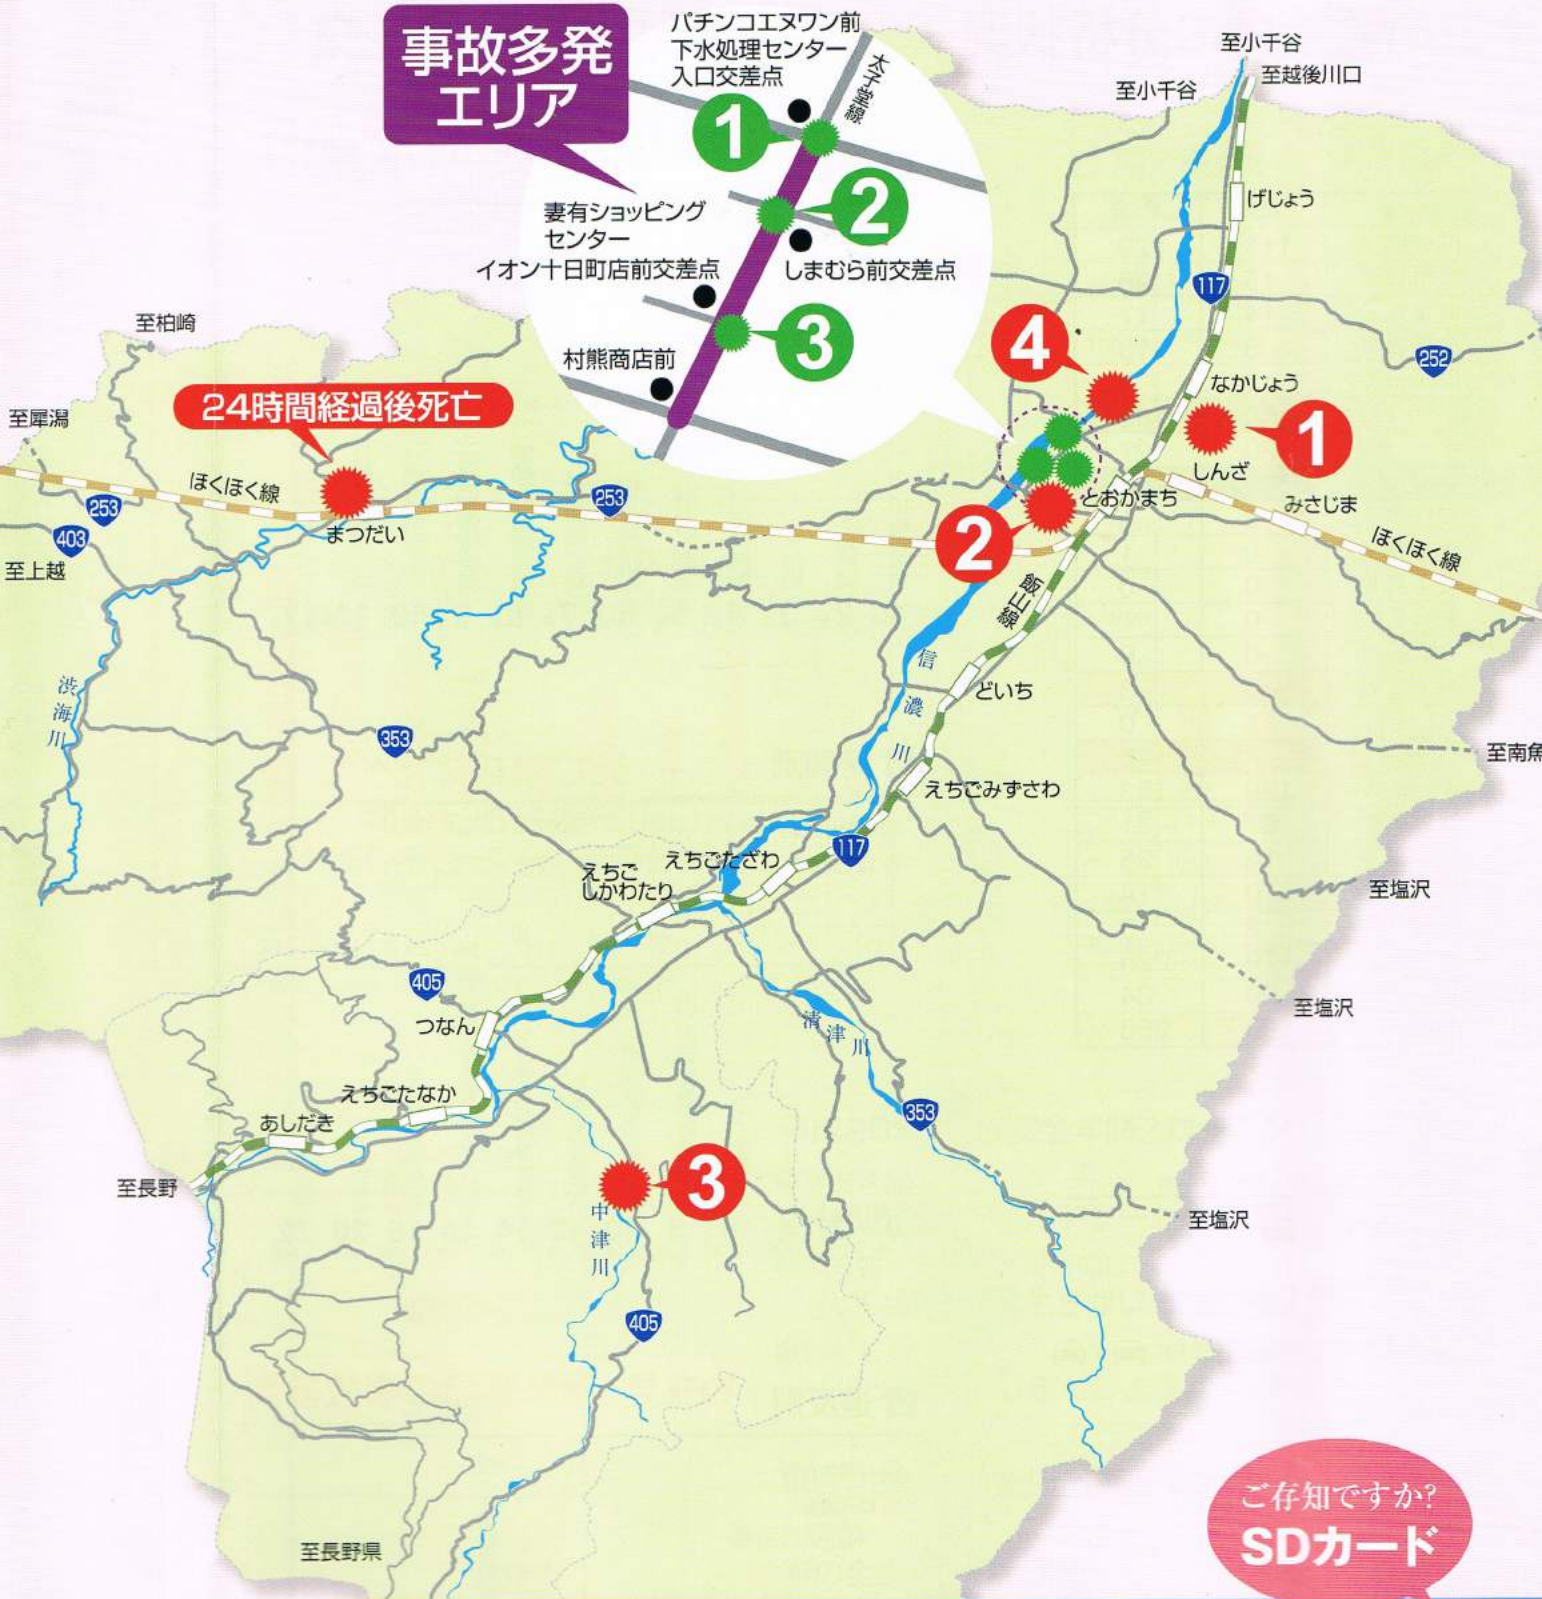 事故多発
エリア
パチンコエヌワン前
下水処理センター
入口交差点
太子堂線
1
2
妻有ショッピング
センター
イオン十日町店前交差点
しまむら前交差点
3
村熊商店前
至小千谷
至越後川口
至小千谷
げじょう
117
252
4
なかじょう
1
しんざ
みさじま
ほくほく線
とおかまち
2
飯山線
至柏崎
24時間経過後死亡
至犀潟
ほくほく線
253
253
403
まつだい
至上越
渋海川
353
信濃川
どいち
至南魚
えちごみずさわ
117
えちごたざわ
えちご
しかわたり
至塩沢
至塩沢
405
つなん
清津川
えちごたなか
あしだき
353
至長野
3
中津川
至塩沢
405
至長野県
ご存知ですか?
SDカード